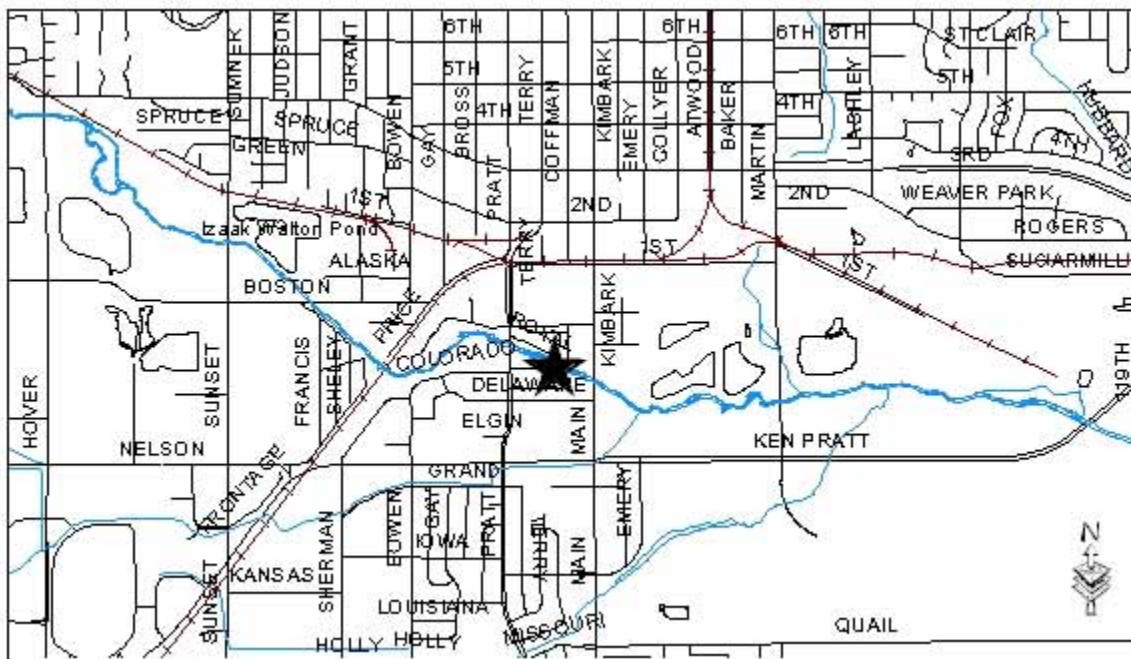 6TH
6TH
6TH
6TH
ST CLAIR
SUMNER
JUDSON
GRANT
5TH
5TH
HUBBARD
SPRUCE
SPRUCE
GREEN
BOWEN
GAY
BROSS
4TH
TERRY
COFFMAN
KIMBARK
EMERY
COLLYER
ATWOOD
BAKER
MARTIN
4TH
LASHLEY
FOX
4TH
3RD
1ST
PRATT
2ND
2ND
WEAVER PARK
Izaak Walton Pond
ROGERS
ALASKA
TERRY
1ST
1ST
SUGARMILL
BOSTON
PRICE
KIMBARK
COLORADO
DELAWARE
HOVER
SUNSET
FRANCIS
SHELEY
ELGIN
MAIN
119TH
NELSON
KEN PRATT
GRAND
FRONTAGE
EMERY
BOWEN
GAY
PRATT
IOWA
TERRY
MAIN
N
SUNSET
KANSAS
SHERMAN
LOUISIANA
MISSOURI
QUAIL
HOLLY
HOLLY